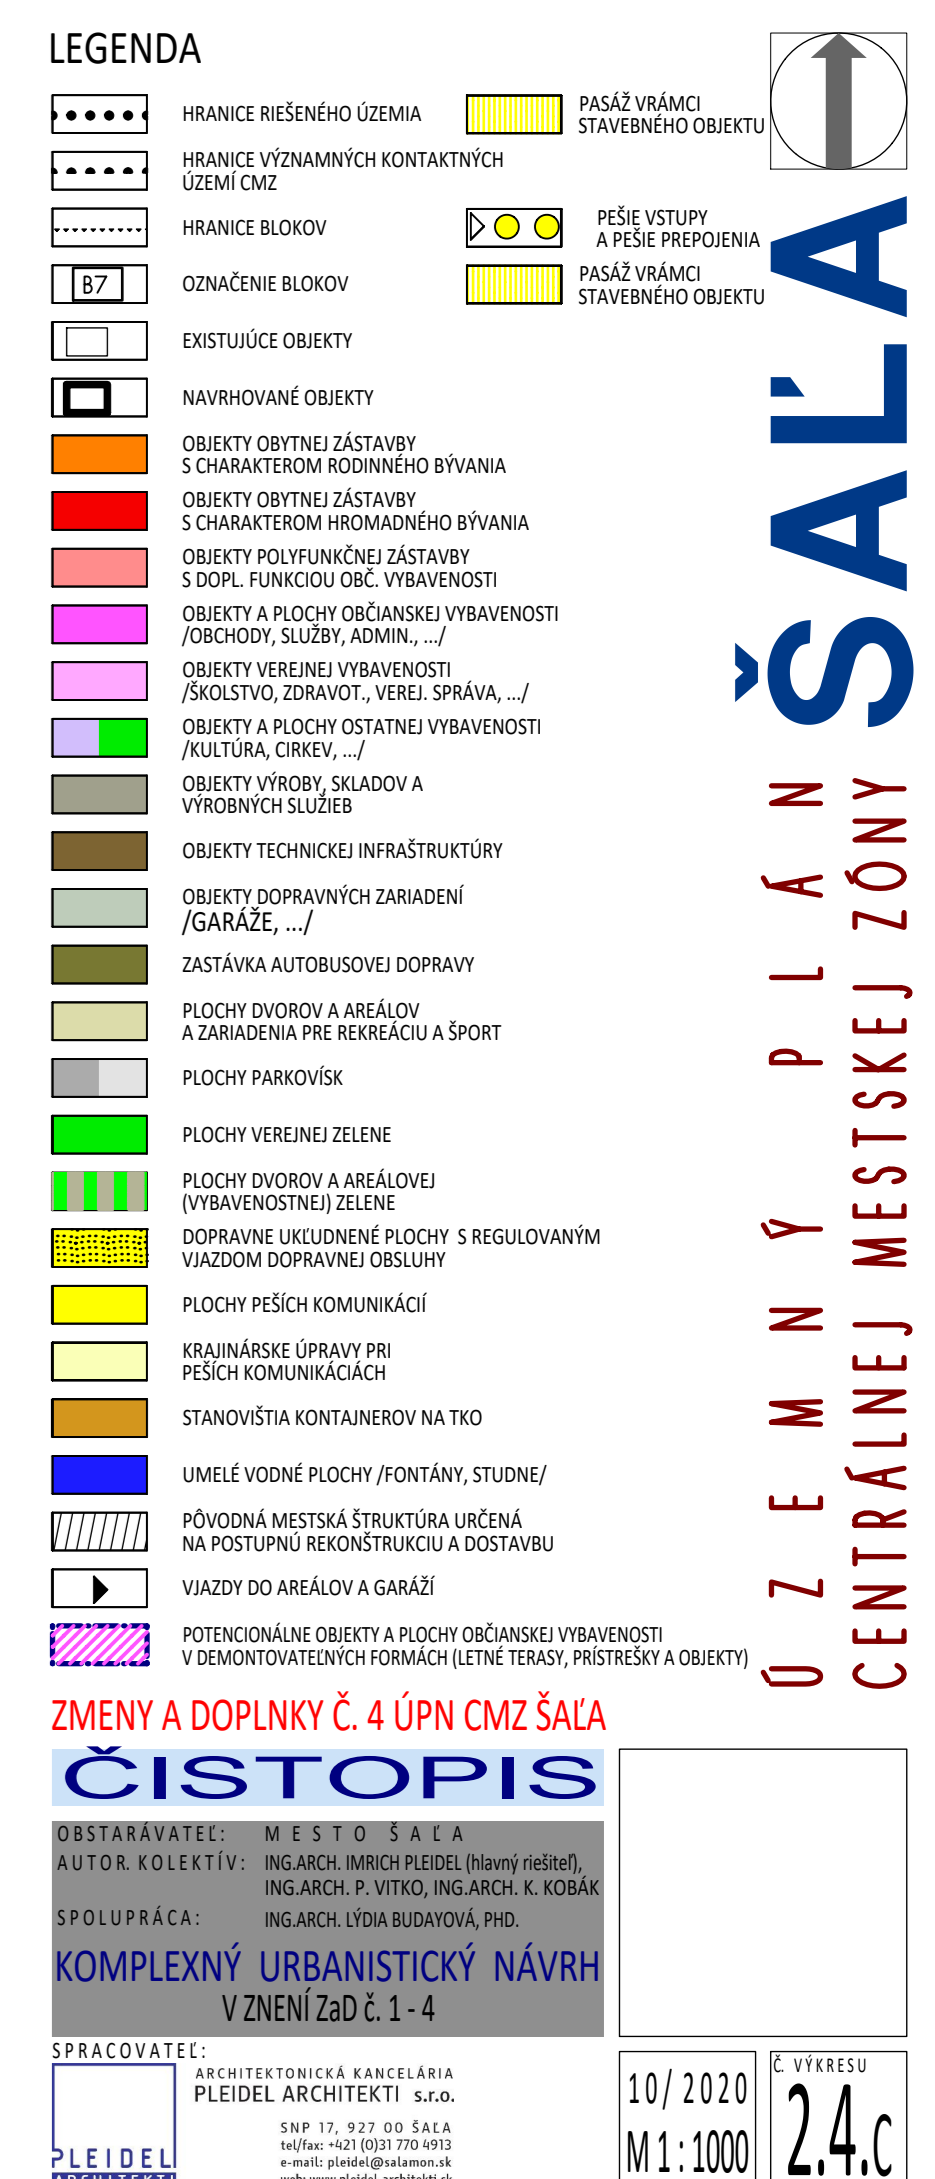 LEGENDA
HRANICE RIEŠENÉHO ÚZEMIA
HRANICE VÝZNAMNÝCH KONTAKTNÝCH
ÚZEMÍ CMZ
HRANICE BLOKOV
B7
OZNAČENIE BLOKOV
EXISTUJÚCE OBJEKTY
NAVRHOVANÉ OBJEKTY
OBJEKTY OBYTNEJ ZÁSTAVBY
S CHARAKTEROM RODINNÉHO BÝVANIA
OBJEKTY OBYTNEJ ZÁSTAVBY
S CHARAKTEROM HROMADNÉHO BÝVANIA
OBJEKTY POLYFUNKČNEJ ZÁSTAVBY
S DOPL. FUNKCIOU OBČ. VYBAVENOSTI
OBJEKTY A PLOCHY OBČIANSKEJ VYBAVENOSTI
/OBCHODY, SLUŽBY, ADMIN., .../
OBJEKTY VEREJNEJ VYBAVENOSTI
/ŠKOLSTVO, ZDRAVOT., VEREJ. SPRÁVA, .../
OBJEKTY A PLOCHY OSTATNEJ VYBAVENOSTI
/KULTÚRA, CIRKEV, .../
OBJEKTY VÝROBY, SKLADOV A
VÝROBNÝCH SLUŽIEB
OBJEKTY TECHNICKEJ INFRAŠTRUKTÚRY
OBJEKTY DOPRAVNÝCH ZARIADENÍ
/GARÁŽE, .../
ZASTÁVKA AUTOBUSOVEJ DOPRAVY
PLOCHY DVOROV A AREÁLOV
A ZARIADENIA PRE REKREÁCIU A ŠPORT
PLOCHY PARKOVÍSK
PLOCHY VEREJNEJ ZELENE
PLOCHY DVOROV A AREÁLOVEJ
(VYBAVENOSTNEJ) ZELENE
DOPRAVNE UKĽUDNENÉ PLOCHY S REGULOVANÝM
VJAZDOM DOPRAVNEJ OBSLUHY
PLOCHY PEŠÍCH KOMUNIKÁCIÍ
KRAJINÁRSKE ÚPRAVY PRI
PEŠÍCH KOMUNIKÁCIÁCH
STANOVIŠTIA KONTAJNEROV NA TKO
UMELÉ VODNÉ PLOCHY /FONTÁNY, STUDNE/
PÔVODNÁ MESTSKÁ ŠTRUKTÚRA URČENÁ
NA POSTUPNÚ REKONŠTRUKCIU A DOSTAVBU
VJAZDY DO AREÁLOV A GARÁŽÍ
POTENCIONÁLNE OBJEKTY A PLOCHY OBČIANSKEJ VYBAVENOSTI
V DEMONTOVATEĽNÝCH FORMÁCH (LETNÉ TERASY, PRÍSTREŠKY A OBJEKTY)
PASÁŽ VRÁMCI
STAVEBNÉHO OBJEKTU
PEŠIE VSTUPY
A PEŠIE PREPOJENIA
PASÁŽ VRÁMCI
STAVEBNÉHO OBJEKTU
ŠAĽA
ÚZEMNÝ PLÁN
CENTRÁLNEJ MESTSKEJ ZÓNY
ZMENY A DOPLNKY Č. 4 ÚPN CMZ ŠAĽA
ČISTOPIS
OBSTARÁVATEĽ: MESTO ŠAĽA
AUTOR. KOLEKTÍV: ING.ARCH. IMRICH PLEIDEL (hlavný riešiteľ),
ING.ARCH. P. VITKO, ING.ARCH. K. KOBÁK
SPOLUPRÁCA: ING.ARCH. LÝDIA BUDAYOVÁ, PHD.
KOMPLEXNÝ URBANISTICKÝ NÁVRH
V ZNENÍ ZaD č. 1 - 4
SPRACOVATEĽ:
PLEIDEL
ARCHITEKTI
ARCHITEKTONICKÁ KANCELÁRIA
PLEIDEL ARCHITEKTI s.r.o.
SNP 17, 927 00 ŠAĽA
tel/fax: +421 (0)31 770 4913
e-mail: pleidel@salamon.sk
web: www.pleidel-architekti.sk
10/2020
M 1 : 1000
Č. VÝKRESU
2.4.c